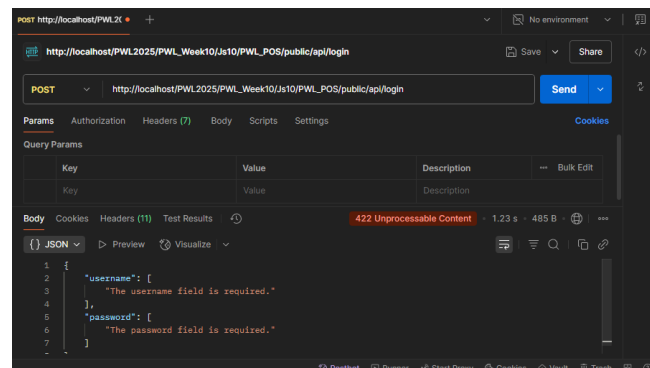 POST http://localhost/PWL2( + No environment
HTTP http://localhost/PWL2025/PWL_Week10/Js10/PWL_POS/public/api/login Save Share
POST http://localhost/PWL2025/PWL_Week10/Js10/PWL_POS/public/api/login Send
Params Authorization Headers (7) Body Scripts Settings Cookies
Query Params
Key Value Description Bulk Edit
Key Value Description
Body Cookies Headers (11) Test Results 422 Unprocessable Content 1.23 s 485 B
{} JSON Preview Visualize
1 {
2 "username": [
3 "The username field is required."
4 ],
5 "password": [
6 "The password field is required."
7 ]